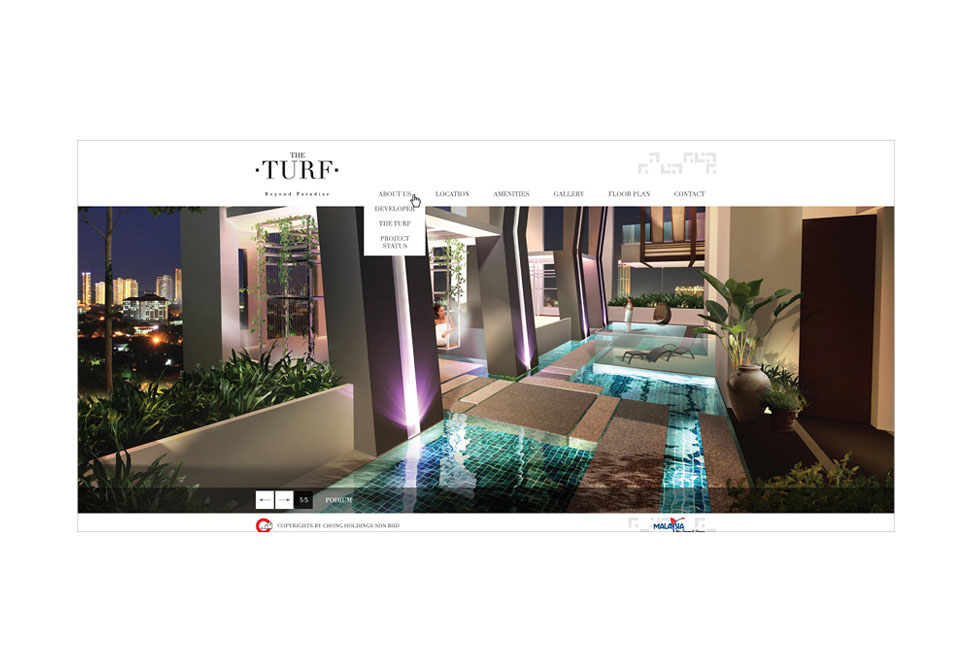 THE
·TURF·
Beyond Paradise
ABOUT US LOCATION AMENITIES GALLERY FLOOR PLAN CONTACT
DEVELOPER
THE TURF
PROJECT
STATUS
5/5 PODIUM
COPYRIGHTS BY CHONG HOLDINGS SDN BHD
MALAYSIA